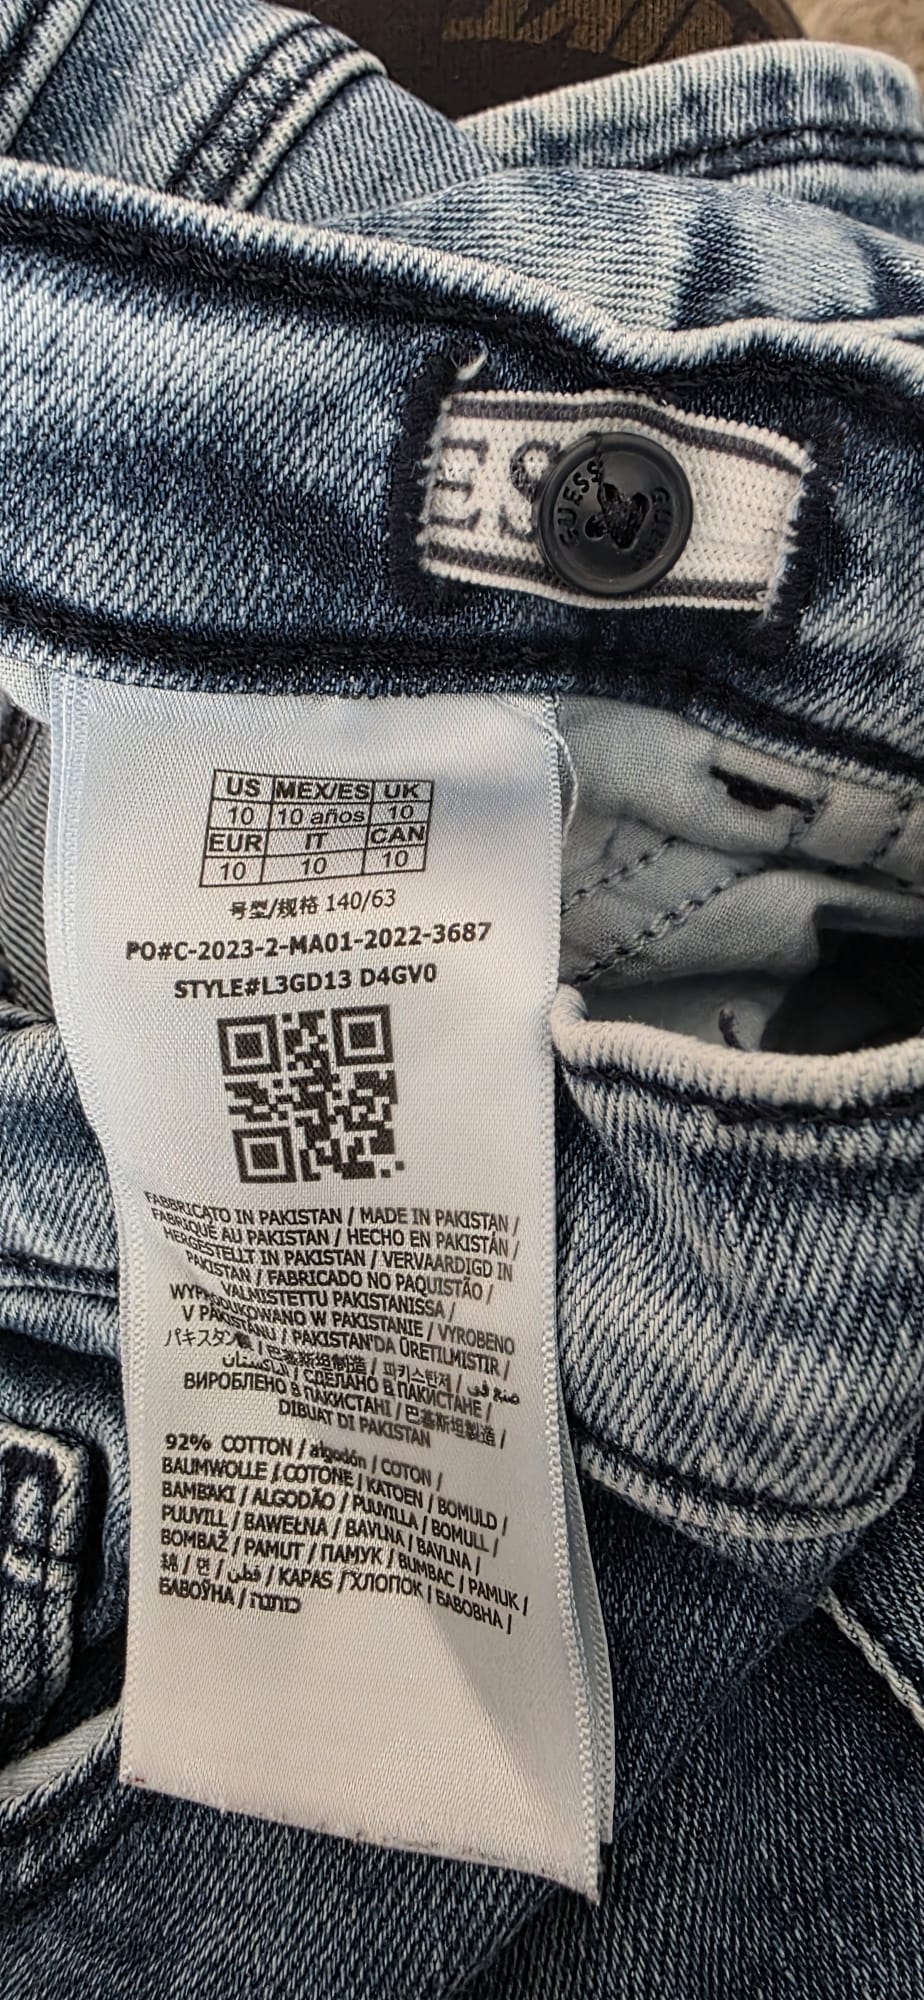 ES
GUESS
GUESS
US MEX/ES UK
10 10 años 10
EUR IT CAN
10 10 10
号型/规格 140/63
PO#C-2023-2-MA01-2022-3687
STYLE#L3GD13 D4GV0
FABBRICATO IN PAKISTAN / MADE IN PAKISTAN /
FABRIQUÉ AU PAKISTAN / HECHO EN PAKISTÁN /
HERGESTELLT IN PAKISTAN / VERVAARDIGD IN
PAKISTAN / FABRICADO NO PAQUISTÃO /
VALMISTETTU PAKISTANISSA /
WYPRODUKOWANO W PAKISTANIE / VYROBENO
V PÁKISTÁNU / PAKISTAN'DA ÜRETILMISTIR /
パキスタン製 / 巴基斯坦制造 / 파키스탄제 / صنع في
باكستان / СДЕЛАНО В ПАКИСТАНЕ /
ВИРОБЛЕНО В ПАКИСТАНІ / 巴基斯坦製造 /
DIBUAT DI PAKISTAN
92% COTTON / algodón / COTON /
BAUMWOLLE / COTONE / KATOEN / BOMULD /
BAMBAKI / ALGODÃO / PUUVILLA / BOMULL /
PUUVILL / BAWEŁNA / BAVLNA / BAVLNA /
BOMBAŽ / PAMUT / ПАМУК / BUMBAC / PAMUK /
綿 / 면 / قطن / KAPAS / ХЛОПОК / БАВОВНА /
БАВОЎНА / כותנה